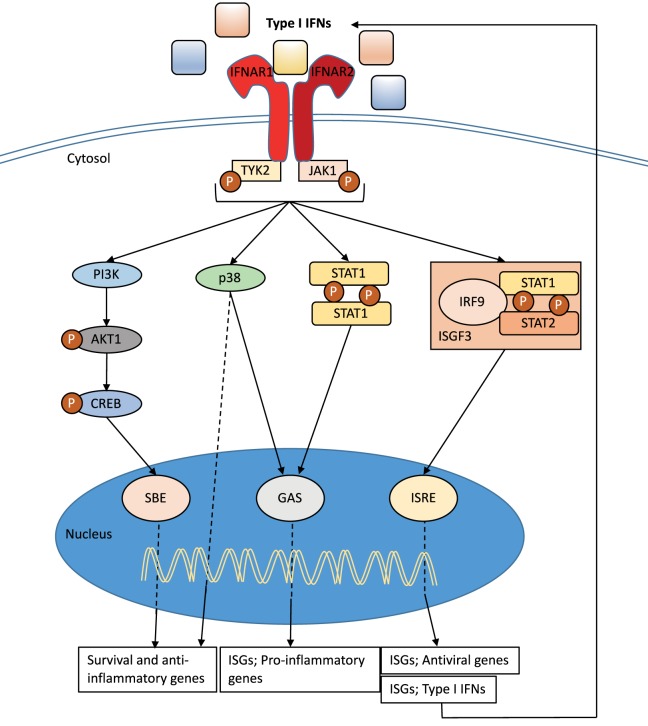 Type I IFNs
IFNAR1
IFNAR2
Cytosol
TYK2
JAK1
P
P
PI3K
p38
STAT1
P
P
STAT1
IRF9
STAT1
P
P
STAT2
ISGF3
P
AKT1
P
CREB
SBE
GAS
ISRE
Nucleus
Survival and anti-
inflammatory genes
ISGs; Pro-inflammatory
genes
ISGs; Antiviral genes
ISGs; Type I IFNs